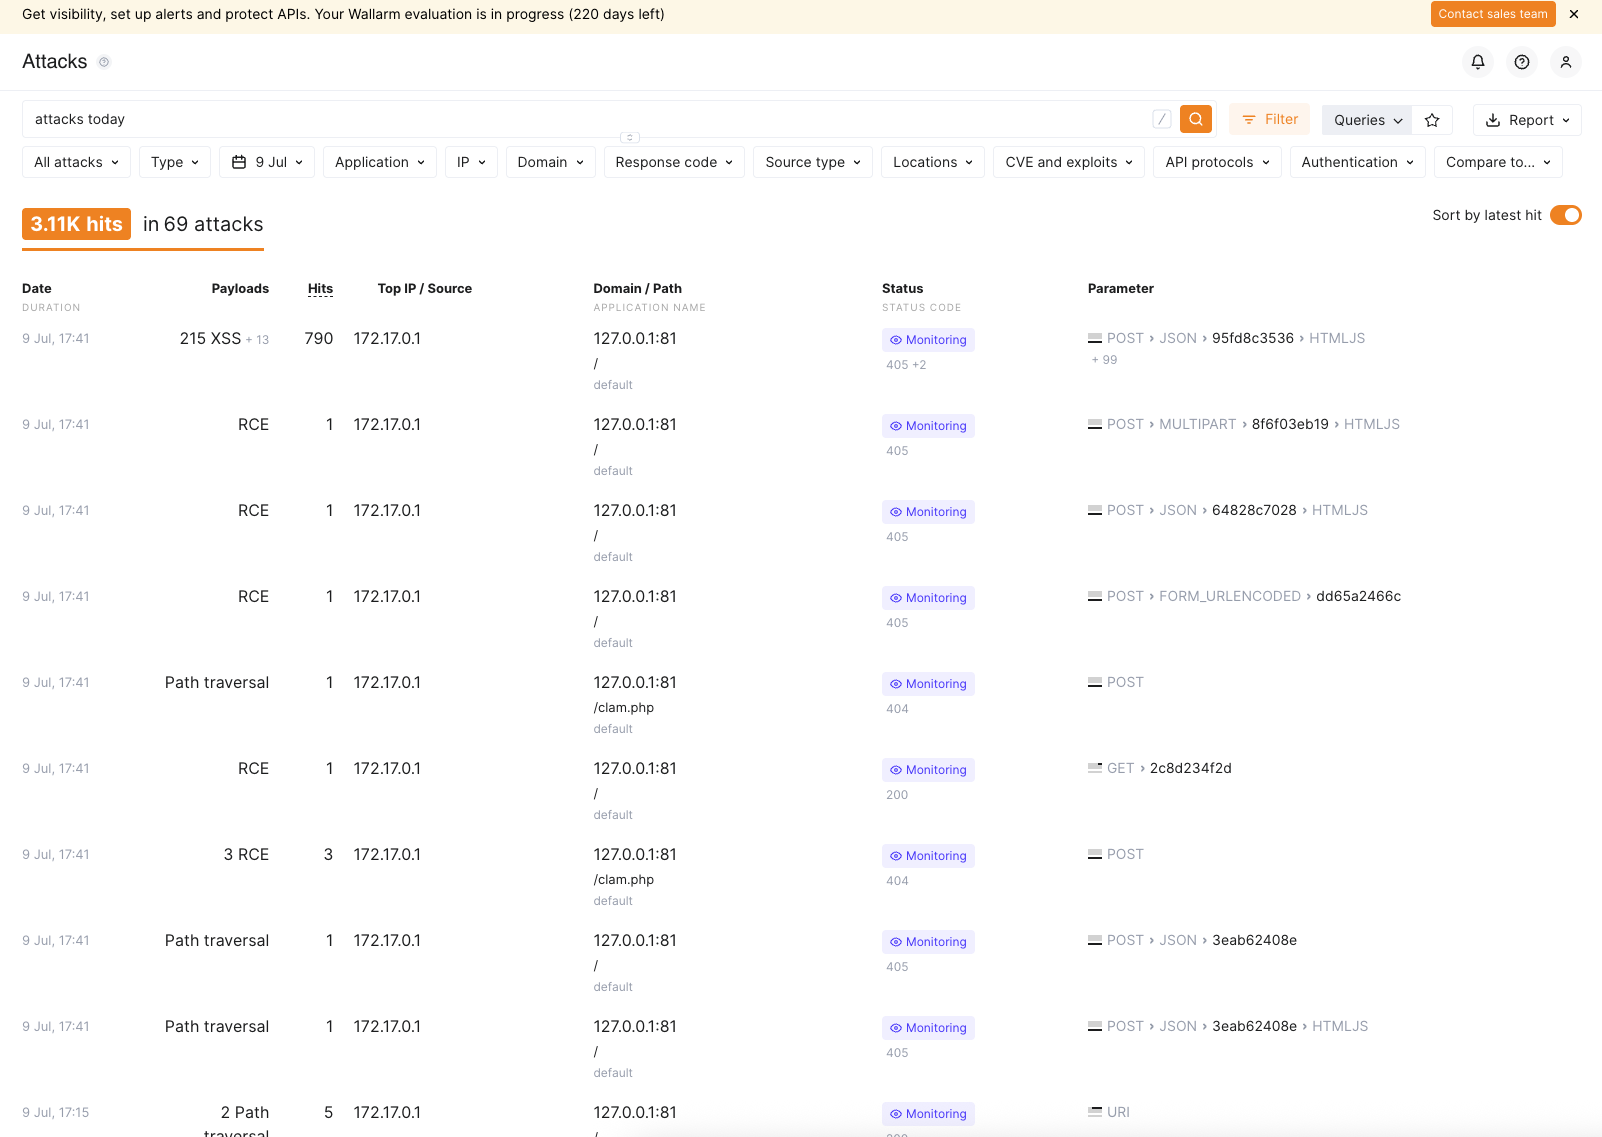 Get visibility, set up alerts and protect APIs. Your Wallarm evaluation is in progress (220 days left) Contact sales team
Attacks
attacks today / Filter Queries Report
All attacks Type 9 Jul Application IP Domain Response code Source type Locations CVE and exploits API protocols Authentication Compare to...
3.11K hits in 69 attacks Sort by latest hit
Date Payloads Hits Top IP / Source Domain / Path Status Parameter
DURATION APPLICATION NAME STATUS CODE
9 Jul, 17:41 215 XSS + 13 790 172.17.0.1 127.0.0.1:81 Monitoring POST › JSON › 95fd8c3536 › HTMLJS
/ 405 +2 + 99
default
9 Jul, 17:41 RCE 1 172.17.0.1 127.0.0.1:81 Monitoring POST › MULTIPART › 8f6f03eb19 › HTMLJS
/ 405
default
9 Jul, 17:41 RCE 1 172.17.0.1 127.0.0.1:81 Monitoring POST › JSON › 64828c7028 › HTMLJS
/ 405
default
9 Jul, 17:41 RCE 1 172.17.0.1 127.0.0.1:81 Monitoring POST › FORM_URLENCODED › dd65a2466c
/ 405
default
9 Jul, 17:41 Path traversal 1 172.17.0.1 127.0.0.1:81 Monitoring POST
/clam.php 404
default
9 Jul, 17:41 RCE 1 172.17.0.1 127.0.0.1:81 Monitoring GET › 2c8d234f2d
/ 200
default
9 Jul, 17:41 3 RCE 3 172.17.0.1 127.0.0.1:81 Monitoring POST
/clam.php 404
default
9 Jul, 17:41 Path traversal 1 172.17.0.1 127.0.0.1:81 Monitoring POST › JSON › 3eab62408e
/ 405
default
9 Jul, 17:41 Path traversal 1 172.17.0.1 127.0.0.1:81 Monitoring POST › JSON › 3eab62408e › HTMLJS
/ 405
default
9 Jul, 17:15 2 Path 5 172.17.0.1 127.0.0.1:81 Monitoring URI
traversal /